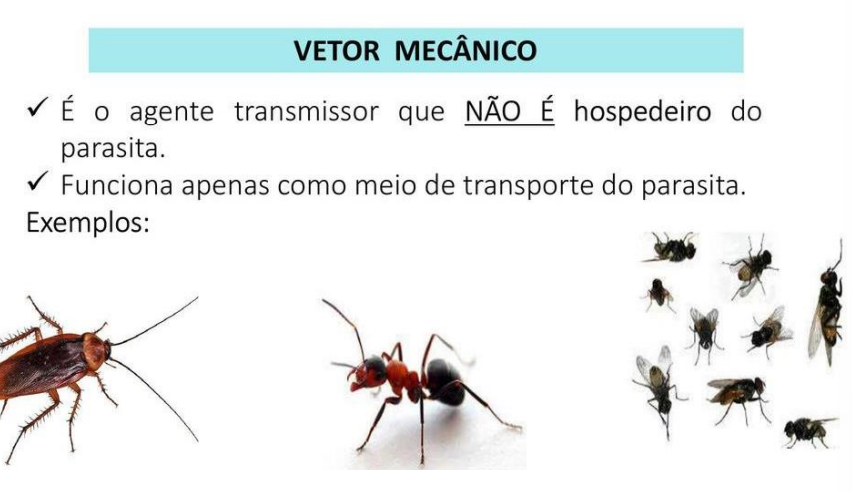 VETOR MECÂNICO
✓ É o agente transmissor que NÃO É hospedeiro do
parasita.
✓ Funciona apenas como meio de transporte do parasita.
Exemplos: